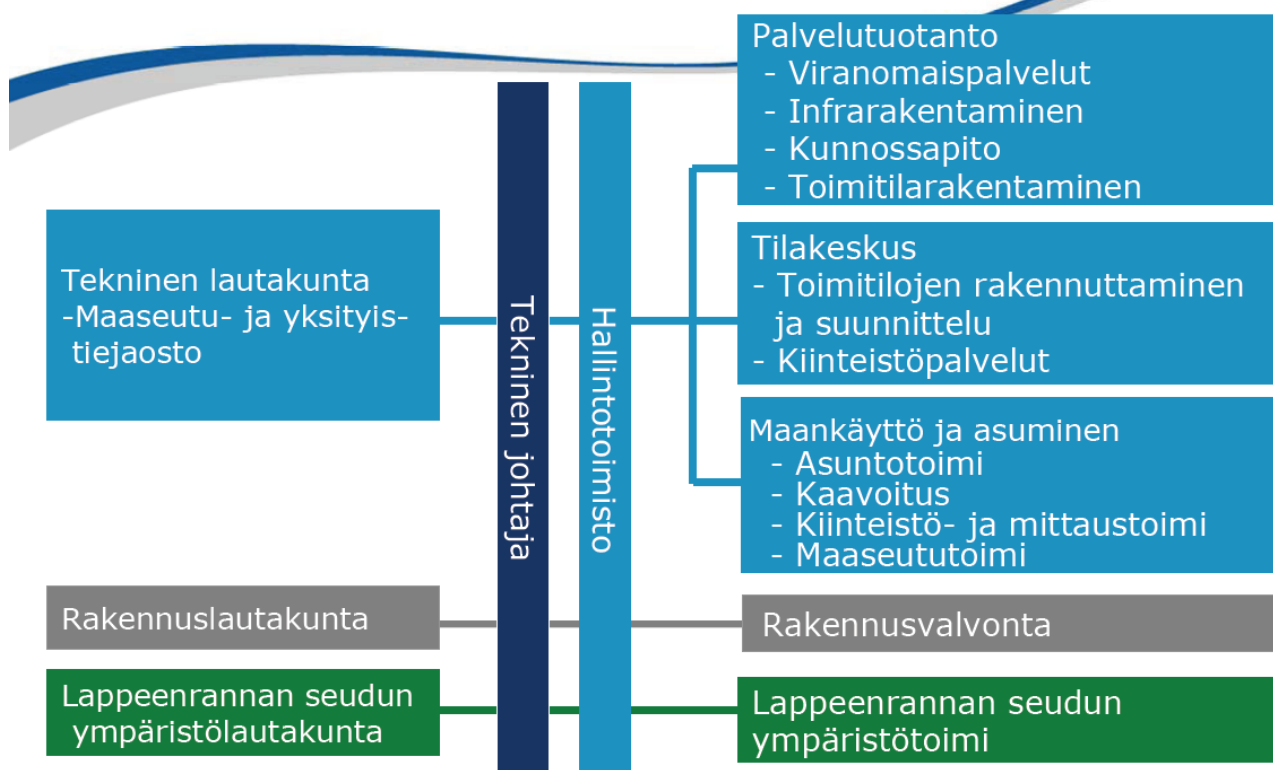 Tekninen lautakunta
-Maaseutu- ja yksityis-
tiejaosto
Rakennuslautakunta
Lappeenrannan seudun
ympäristölautakunta
Tekninen johtaja
Hallintotoimisto
Palvelutuotanto
- Viranomaispalvelut
- Infrarakentaminen
- Kunnossapito
- Toimitilarakentaminen
Tilakeskus
- Toimitilojen rakennuttaminen
ja suunnittelu
- Kiinteistöpalvelut
Maankäyttö ja asuminen
- Asuntotoimi
- Kaavoitus
- Kiinteistö- ja mittaustoimi
- Maaseututoimi
Rakennusvalvonta
Lappeenrannan seudun
ympäristötoimi